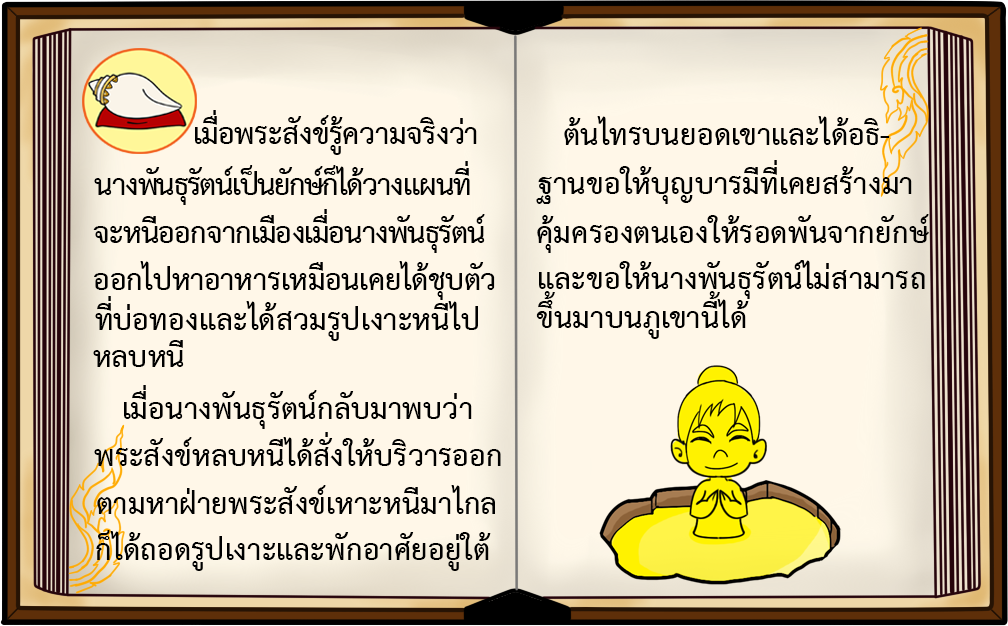 เมื่อพระสังข์รู้ความจริงว่า
นางพันธุรัตน์เป็นยักษ์ก็ได้วางแผนที่
จะหนีออกจากเมืองเมื่อนางพันธุรัตน์
ออกไปหาอาหารเหมือนเคยได้ชุบตัว
ที่บ่อทองและได้สวมรูปเงาะหนีไป
หลบหนี
เมื่อนางพันธุรัตน์กลับมาพบว่า
พระสังข์หลบหนีได้สั่งให้บริวารออก
ตามหาฝ่ายพระสังข์เหาะหนีมาไกล
ก็ได้ถอดรูปเงาะและพักอาศัยอยู่ใต้
ต้นไทรบนยอดเขาและได้อธิ-
ฐานขอให้บุญบารมีที่เคยสร้างมา
คุ้มครองตนเองให้รอดพันจากยักษ์
และขอให้นางพันธุรัตน์ไม่สามารถ
ขึ้นมาบนภูเขานี้ได้